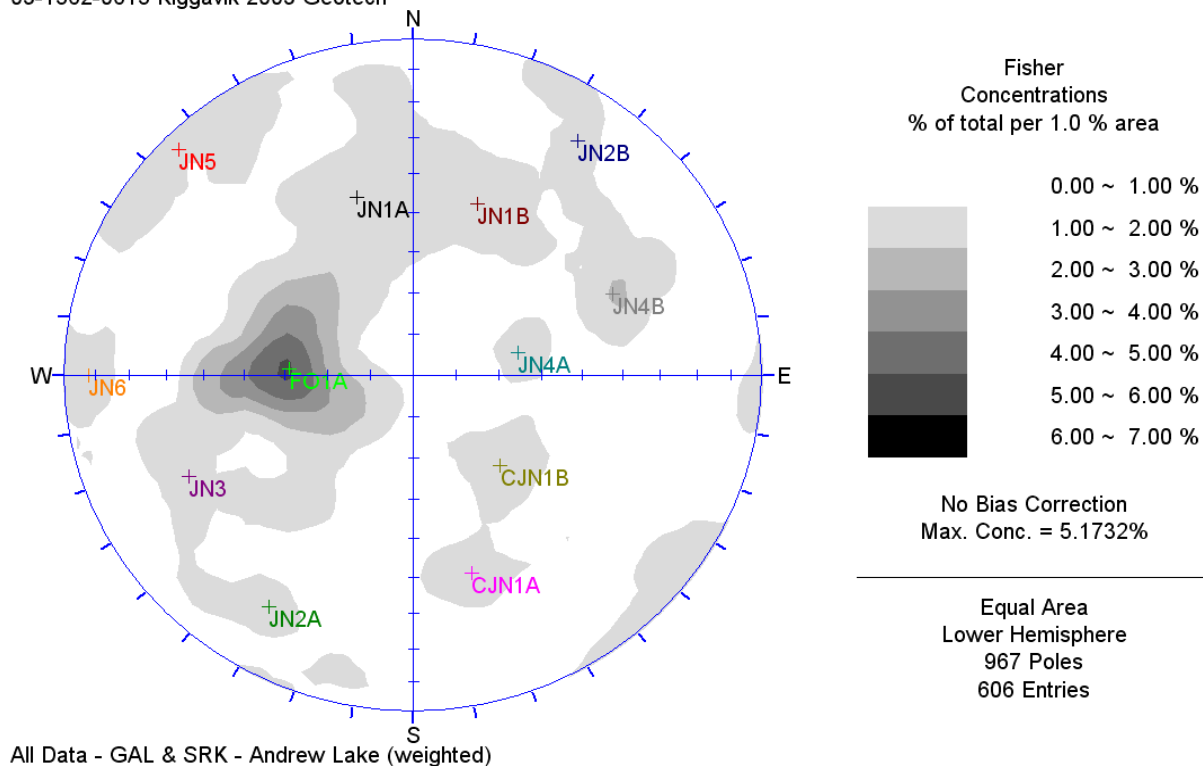 N
JN5
JN2B
JN1A
JN1B
JN4B
JN4A
W
E
JN6
FO1A
CJN1B
JN3
CJN1A
JN2A
S
All Data - GAL & SRK - Andrew Lake (weighted)
Fisher
Concentrations
% of total per 1.0 % area
0.00 ~ 1.00 %
1.00 ~ 2.00 %
2.00 ~ 3.00 %
3.00 ~ 4.00 %
4.00 ~ 5.00 %
5.00 ~ 6.00 %
6.00 ~ 7.00 %
No Bias Correction
Max. Conc. = 5.1732%
Equal Area
Lower Hemisphere
967 Poles
606 Entries